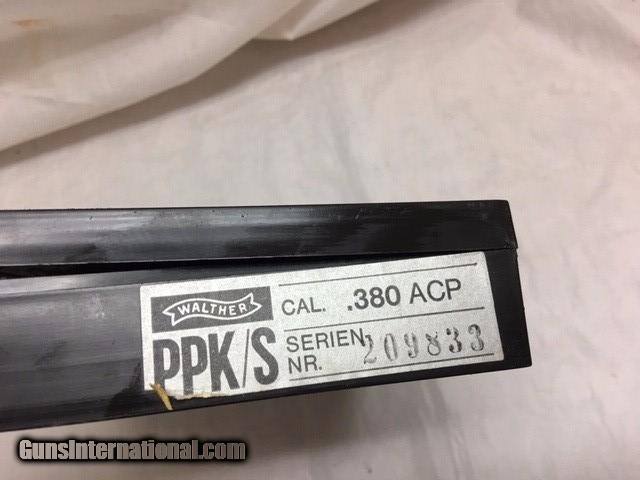 WALTHER
PPK/S
CAL. .380 ACP
SERIEN
NR. 209833
GunsInternational.com